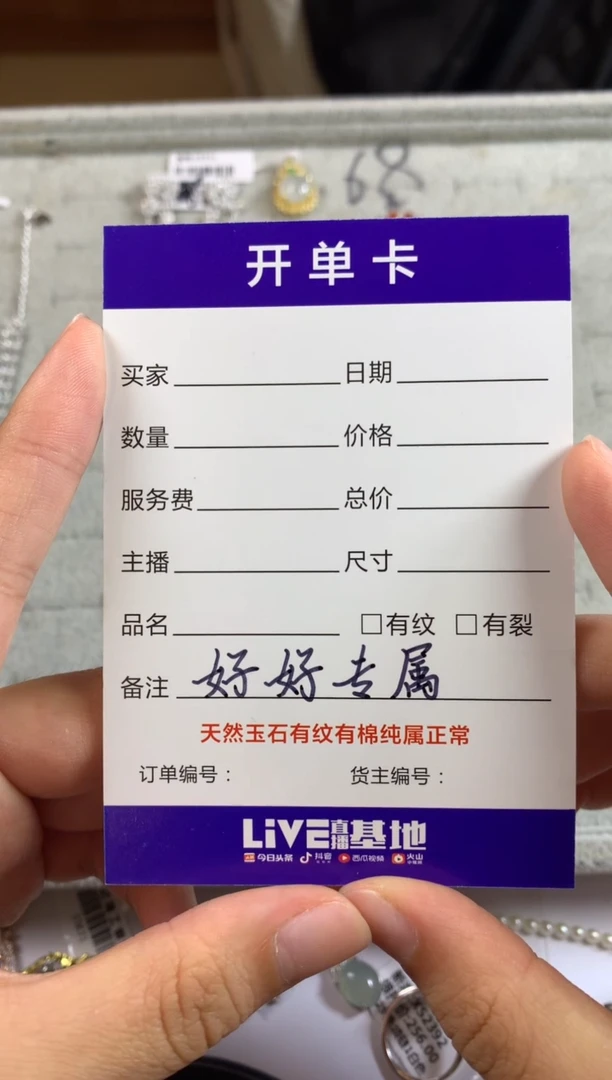 68
开单卡
买家 日期
数量 价格
服务费 总价
主播 尺寸
品名 □有纹 □有裂
备注 好好专属
天然玉石有纹有棉纯属正常
订单编号： 货主编号：
LiVE直播基地
今日头条 抖音 西瓜视频 火山